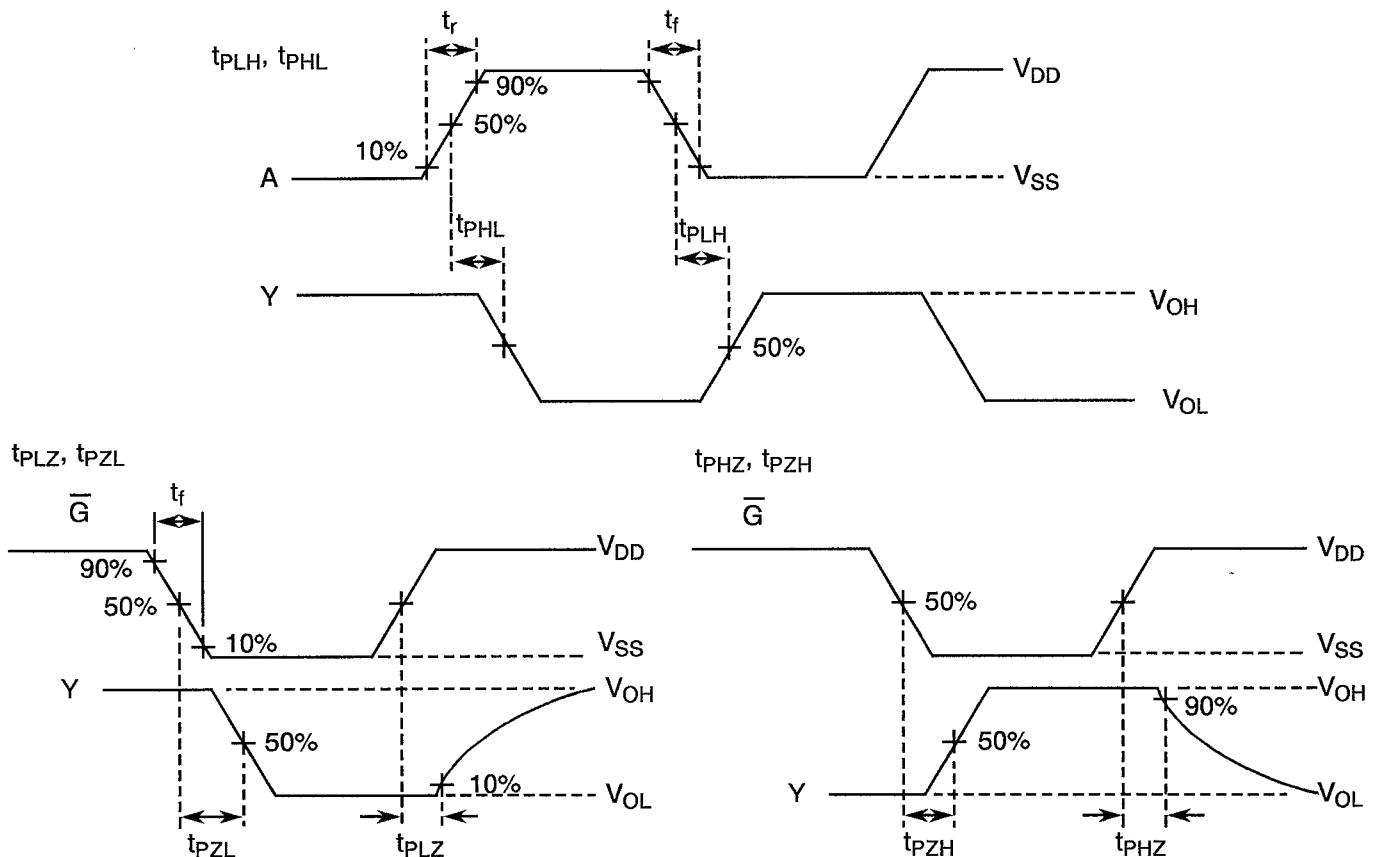 tPLH, tPHL
tr
tf
90%
50%
10%
A
VDD
VSS
tPHL
tPLH
Y
50%
VOH
VOL
tPLZ, tPZL
G̅
tf
90%
50%
10%
VDD
VSS
Y
50%
10%
VOH
VOL
tPZL
tPLZ
tPHZ, tPZH
G̅
50%
VDD
VSS
VOH
90%
50%
Y
VOL
tPZH
tPHZ